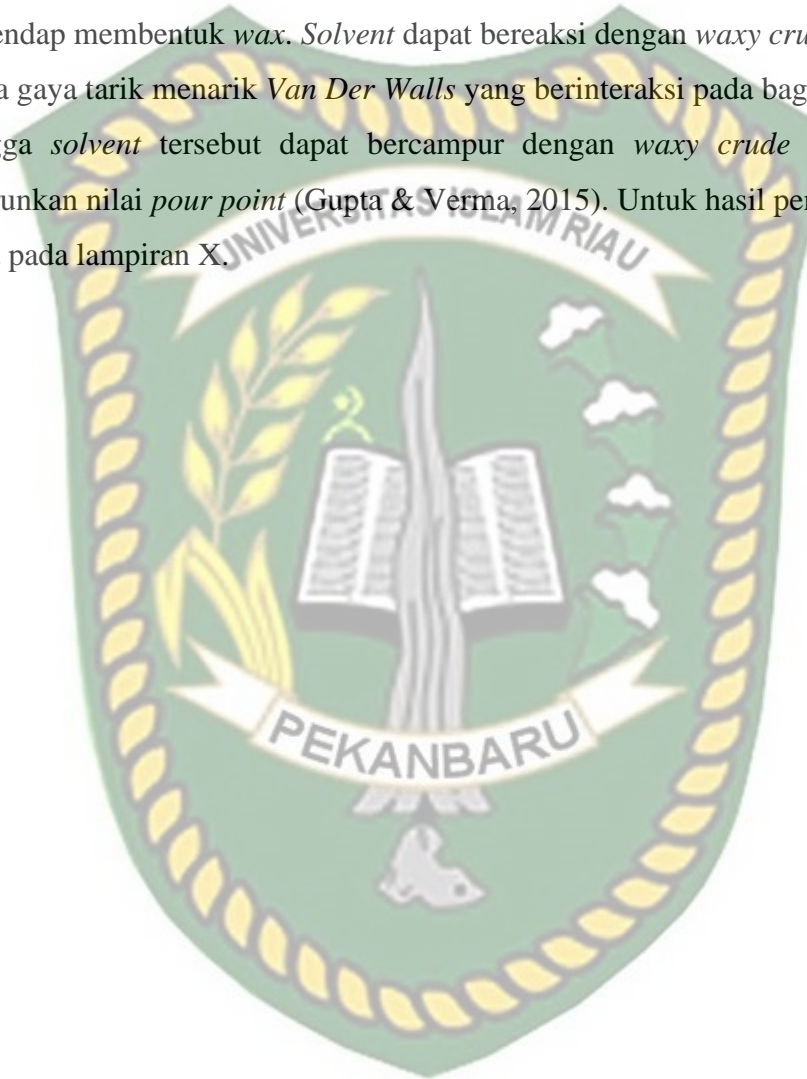 endap membentuk wax. Solvent dapat bereaksi dengan waxy cru
a gaya tarik menarik Van Der Walls yang berinteraksi pada bag
gga solvent tersebut dapat bercampur dengan waxy crude
unkan nilai pour point (Gupta & Verma, 2015). Untuk hasil per
pada lampiran X.
UNIVERSITAS ISLAM RIAU
PEKANBARU